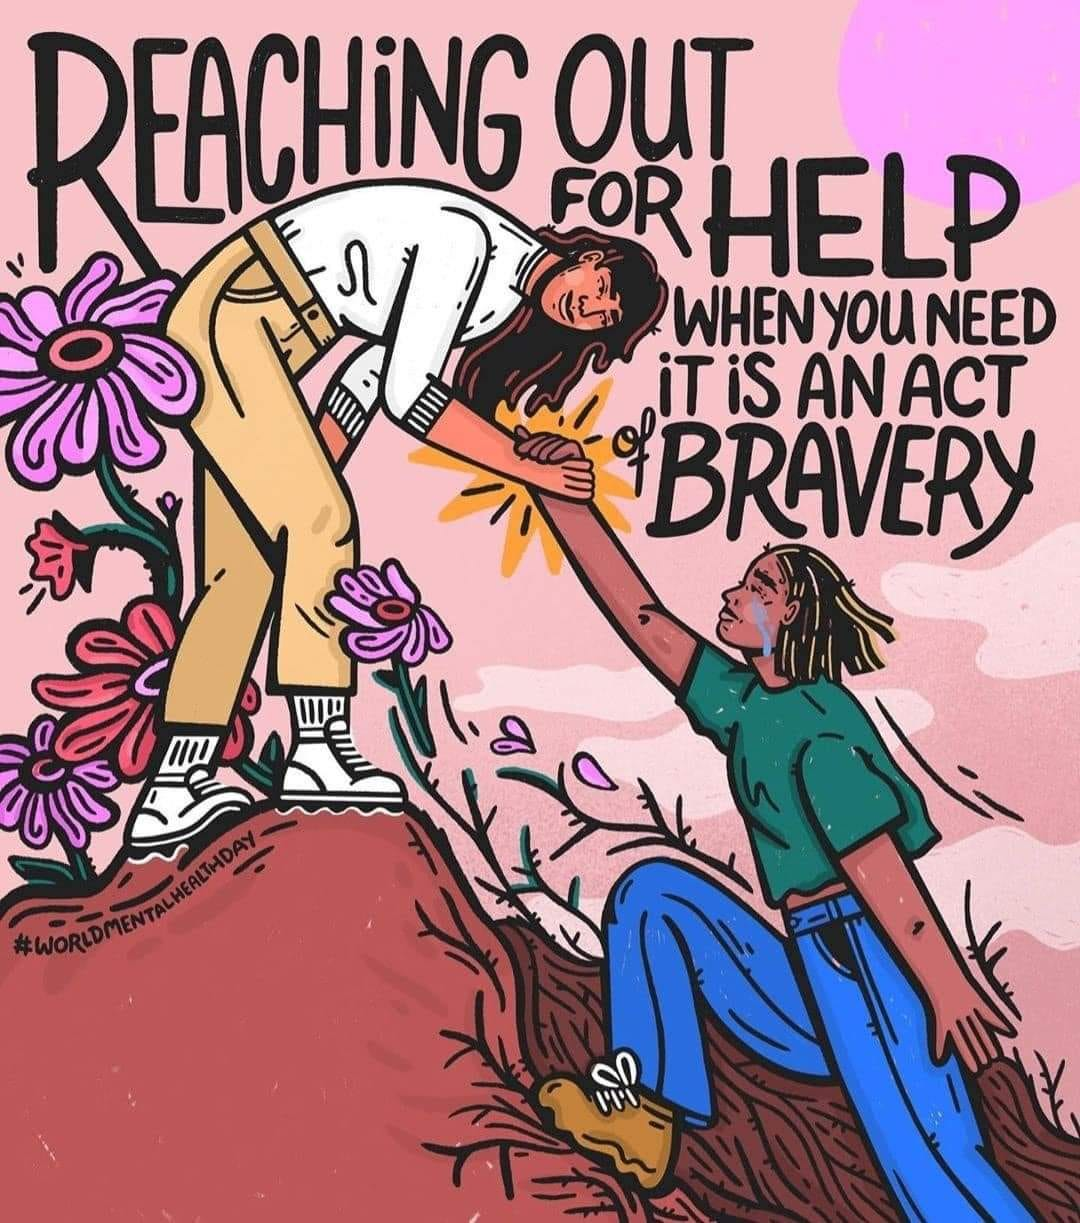 REACHiNG OUT
FOR HELP
WHEN YOU NEED
iT iS AN ACT
of BRAVERY
#WORLDMENTALHEALTHDAY